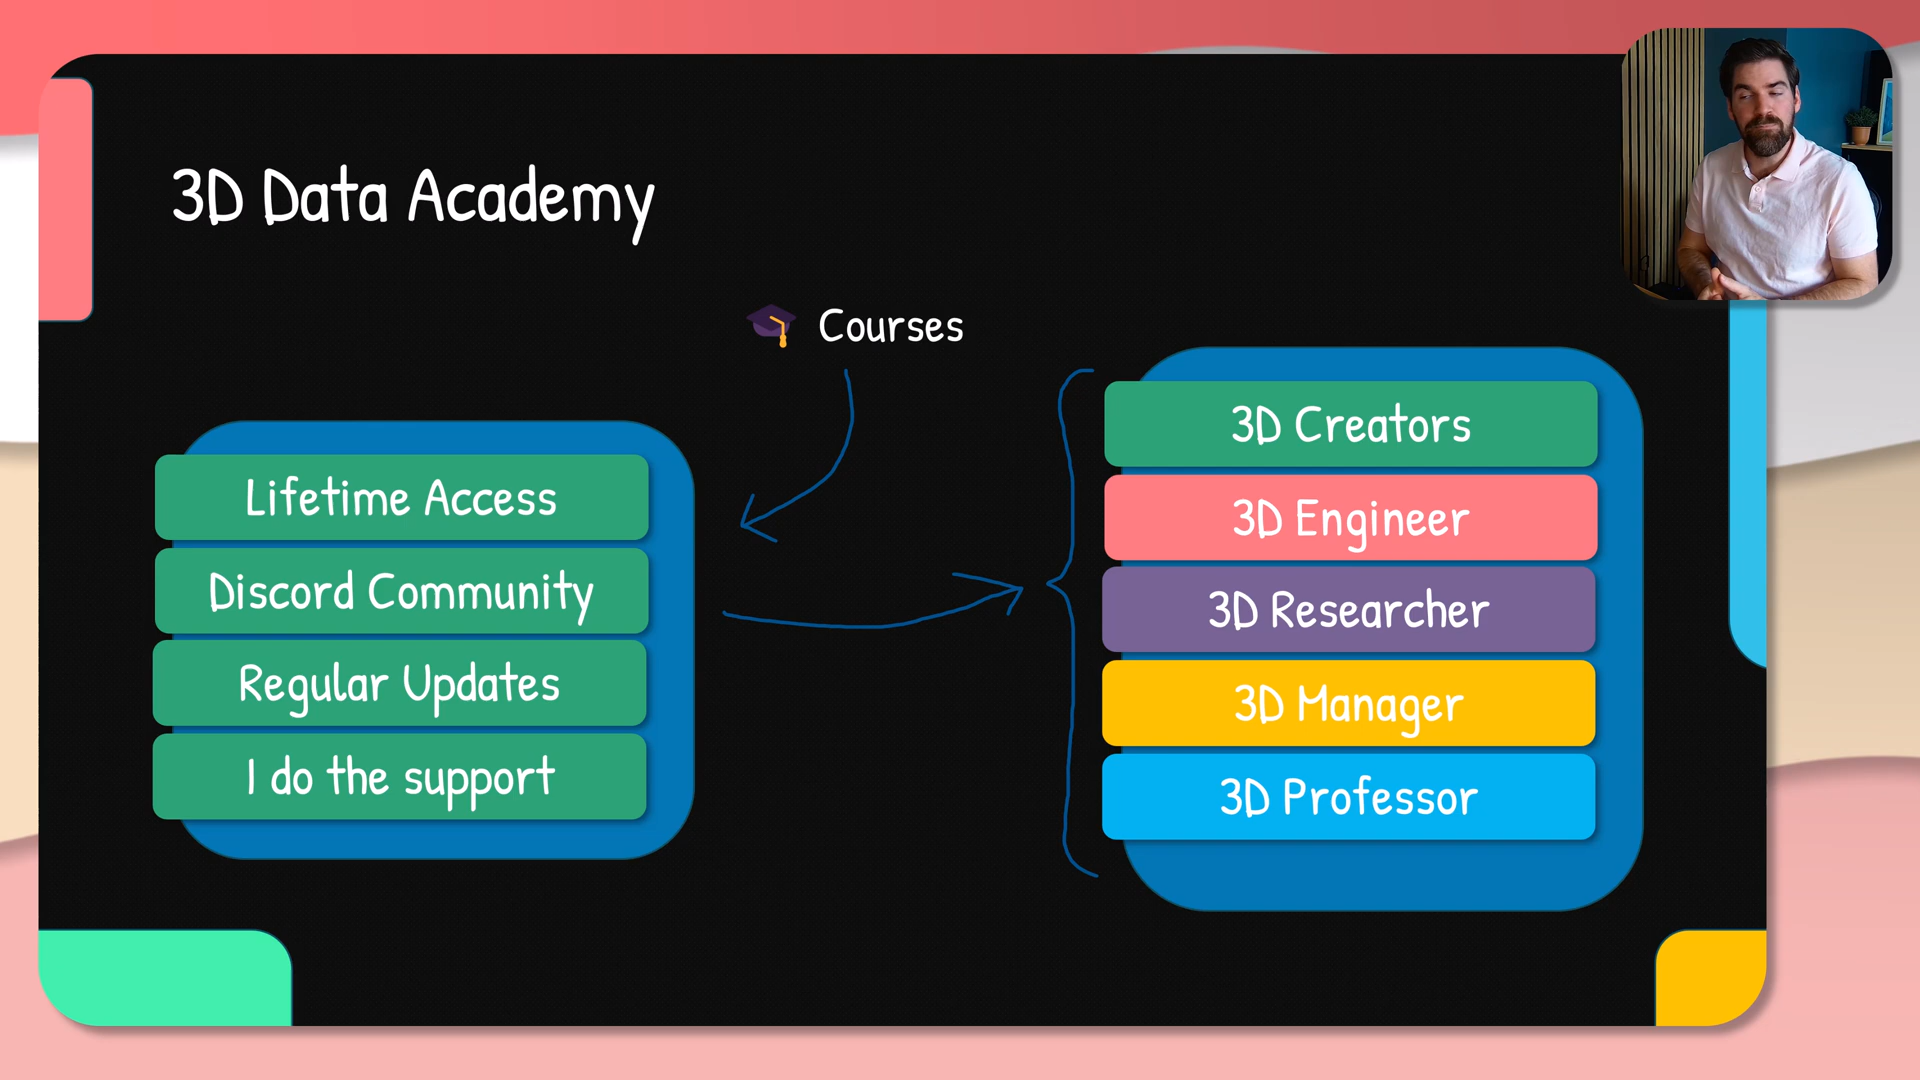 3D Data Academy
Courses
Lifetime Access
Discord Community
Regular Updates
I do the support
3D Creators
3D Engineer
3D Researcher
3D Manager
3D Professor